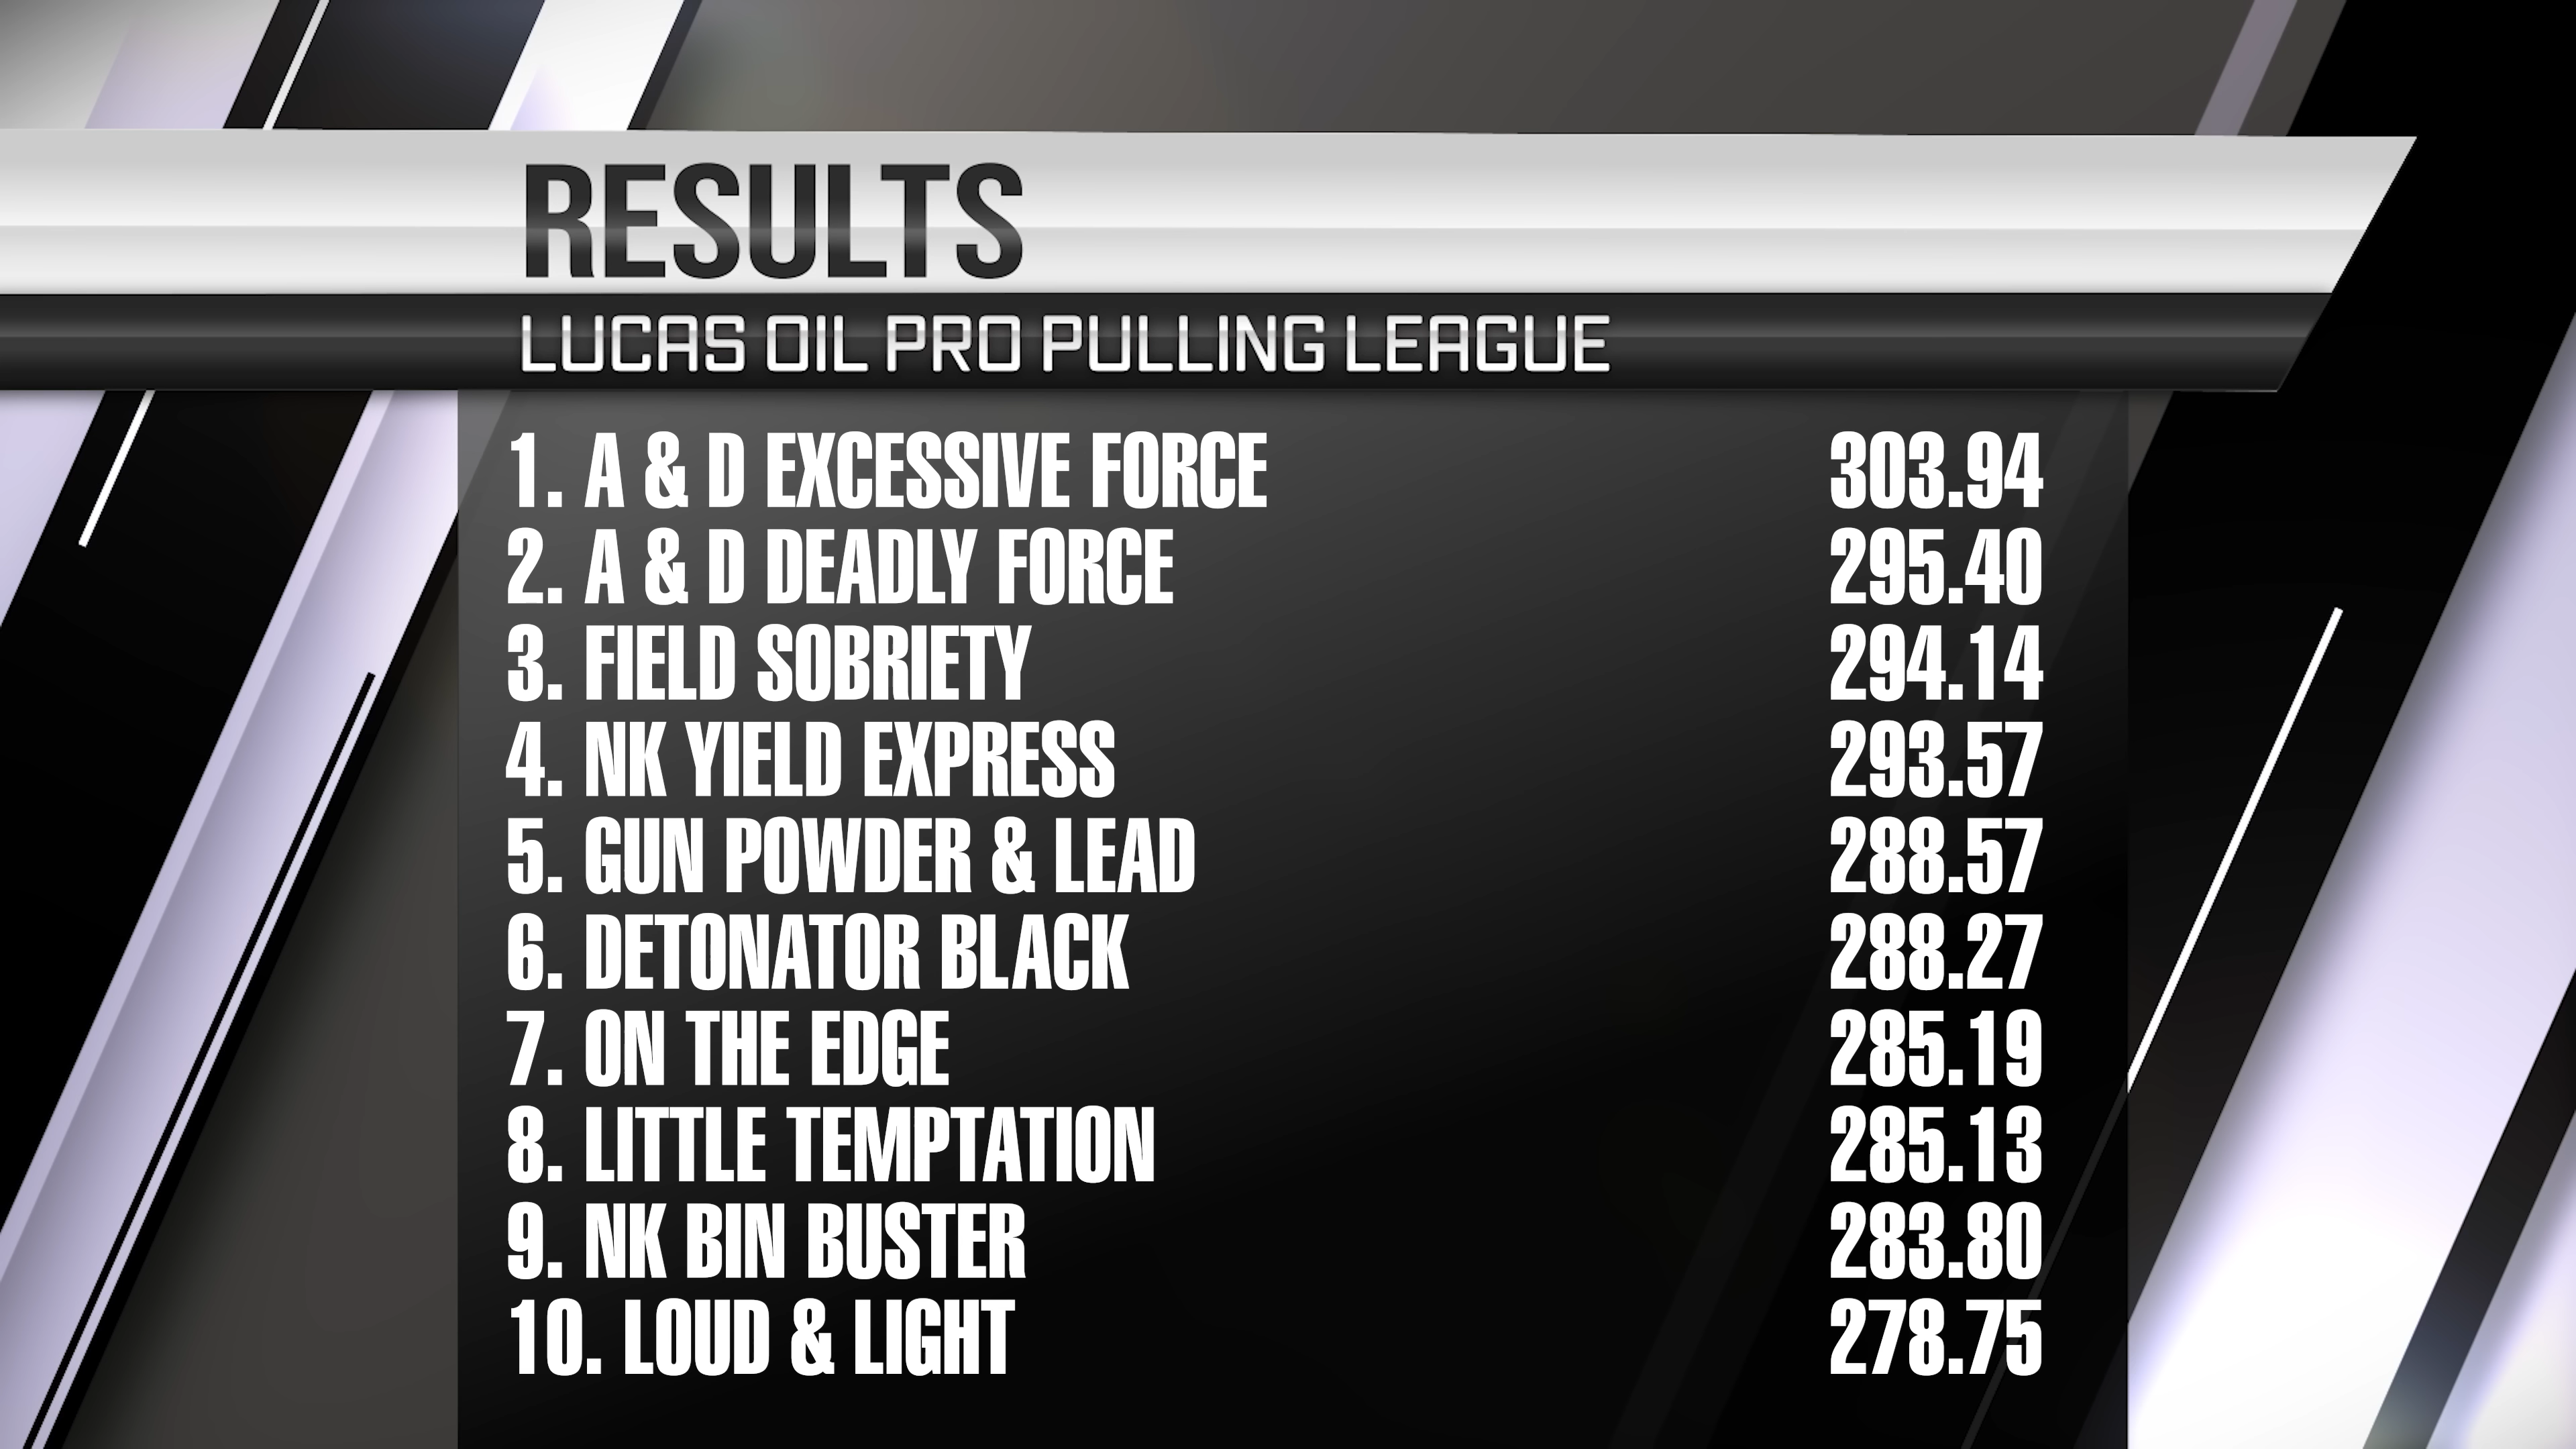 RESULTS
LUCAS OIL PRO PULLING LEAGUE
1. A & D EXCESSIVE FORCE 303.94
2. A & D DEADLY FORCE 295.40
3. FIELD SOBRIETY 294.14
4. NK YIELD EXPRESS 293.57
5. GUN POWDER & LEAD 288.57
6. DETONATOR BLACK 288.27
7. ON THE EDGE 285.19
8. LITTLE TEMPTATION 285.13
9. NK BIN BUSTER 283.80
10. LOUD & LIGHT 278.75